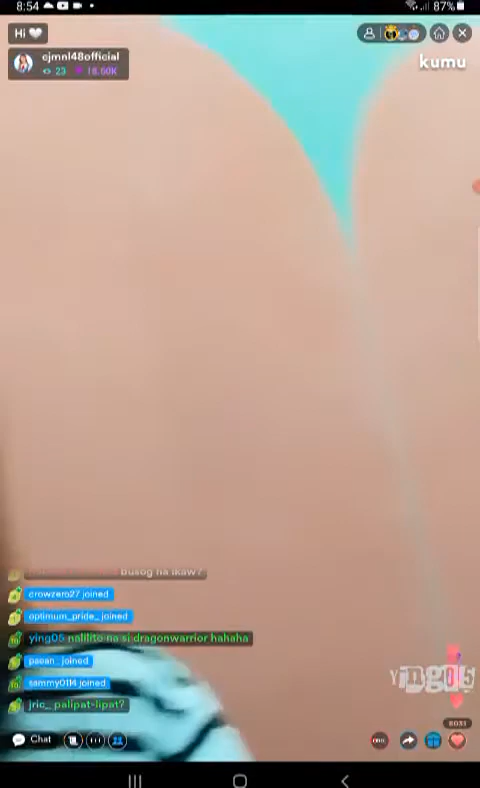 8:54
87%
Hi
cjmnl48official
23 18.50K
kumu
busog na ikaw?
crowzero27 joined
optimum_pride_ joined
ying05 nalilito na si dragonwarrior hahaha
joined
sammy0114 joined
jric_ palipat-lipat?
Ying05
8031
Chat